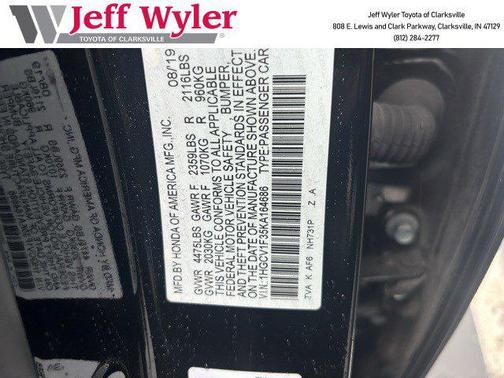 Jeff Wyler
TOYOTA OF CLARKSVILLE
Jeff Wyler Toyota of Clarksville
808 E. Lewis and Clark Parkway, Clarksville, IN 47129
(812) 284-2277
MFD BY HONDA OF AMERICA MFG.,INC. 08/19
GVWR 4475LBS GAWR F 2359LBS R 2116LBS
GVWR 2030KG GAWR F 1070KG R 960KG
THIS VEHICLE CONFORMS TO ALL APPLICABLE
FEDERAL MOTOR VEHICLE SAFETY, BUMPER,
AND THEFT PREVENTION STANDARDS IN EFFECT
ON THE DATE OF MANUFACTURE SHOWN ABOVE.
V.I.N.:1HGCV1F35KA164686 TYPE:PASSENGER CAR
TVA K AF6 NH731P Z A